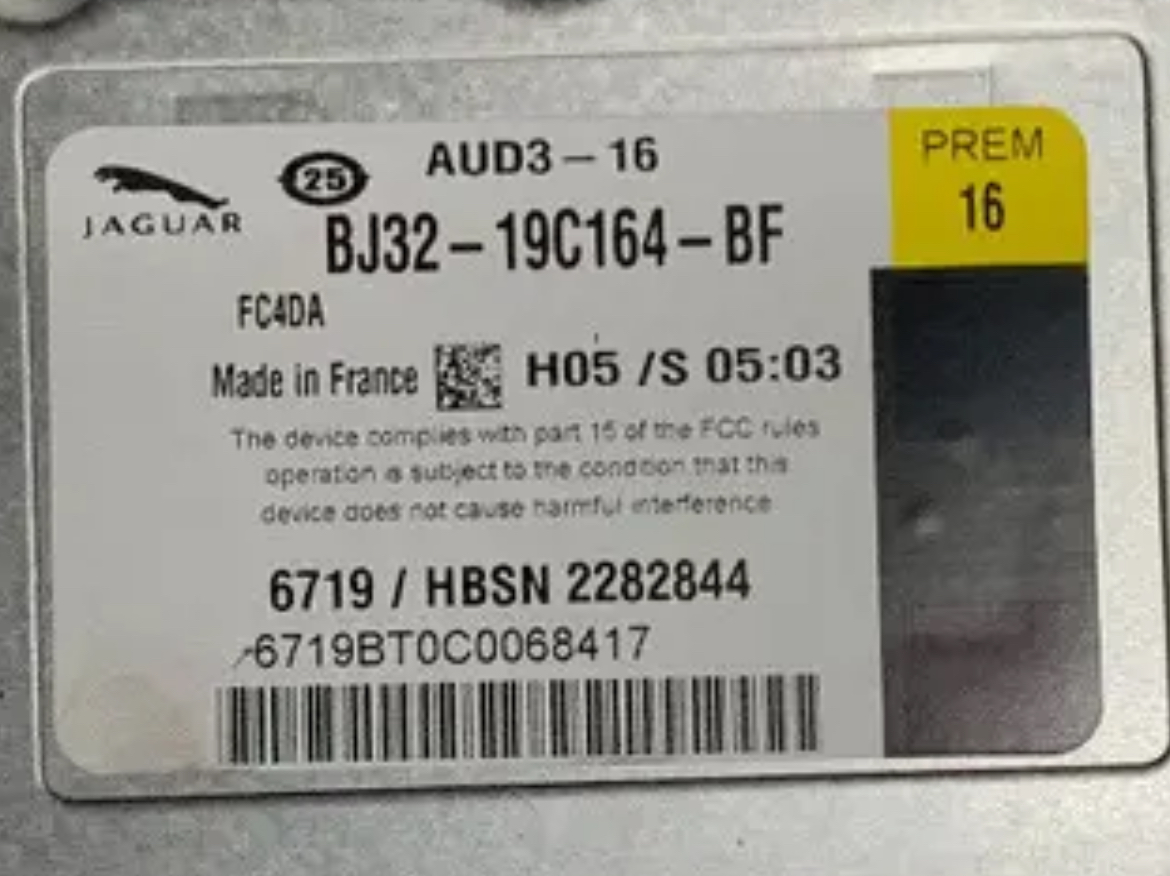 JAGUAR
25
AUD3 – 16
BJ32 – 19C164 – BF
PREM
16
FC4DA
Made in France
H05 /S 05:03
The device complies with part 15 of the FCC rules
operation is subject to the condition that this
device does not cause harmful interference
6719 / HBSN 2282844
6719BT0C0068417